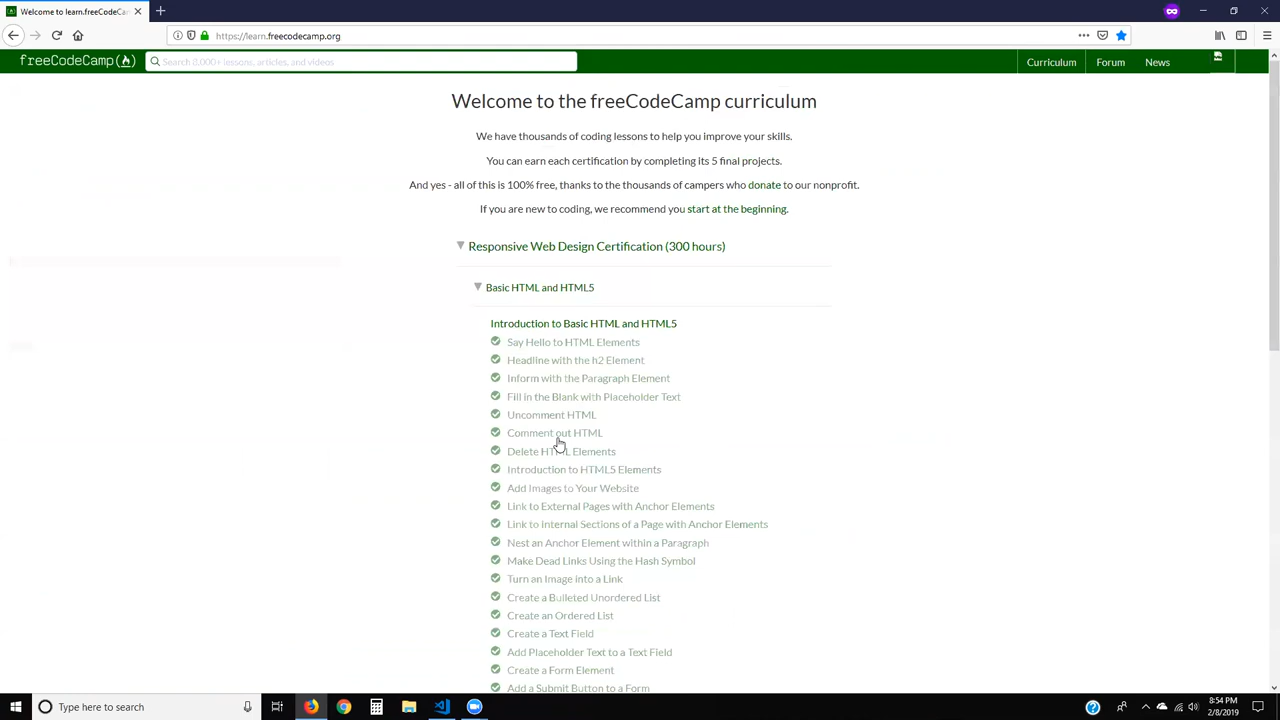 Welcome to learn.freeCodeCam
https://learn.freecodecamp.org
freeCodeCamp
Search 8,000+ lessons, articles, and videos
Curriculum
Forum
News
Welcome to the freeCodeCamp curriculum
We have thousands of coding lessons to help you improve your skills.
You can earn each certification by completing its 5 final projects.
And yes - all of this is 100% free, thanks to the thousands of campers who donate to our nonprofit.
If you are new to coding, we recommend you start at the beginning.
Responsive Web Design Certification (300 hours)
Basic HTML and HTML5
Introduction to Basic HTML and HTML5
Say Hello to HTML Elements
Headline with the h2 Element
Inform with the Paragraph Element
Fill in the Blank with Placeholder Text
Uncomment HTML
Comment out HTML
Delete HTML Elements
Introduction to HTML5 Elements
Add Images to Your Website
Link to External Pages with Anchor Elements
Link to Internal Sections of a Page with Anchor Elements
Nest an Anchor Element within a Paragraph
Make Dead Links Using the Hash Symbol
Turn an Image into a Link
Create a Bulleted Unordered List
Create an Ordered List
Create a Text Field
Add Placeholder Text to a Text Field
Create a Form Element
Add a Submit Button to a Form
Type here to search
8:54 PM
2/8/2019